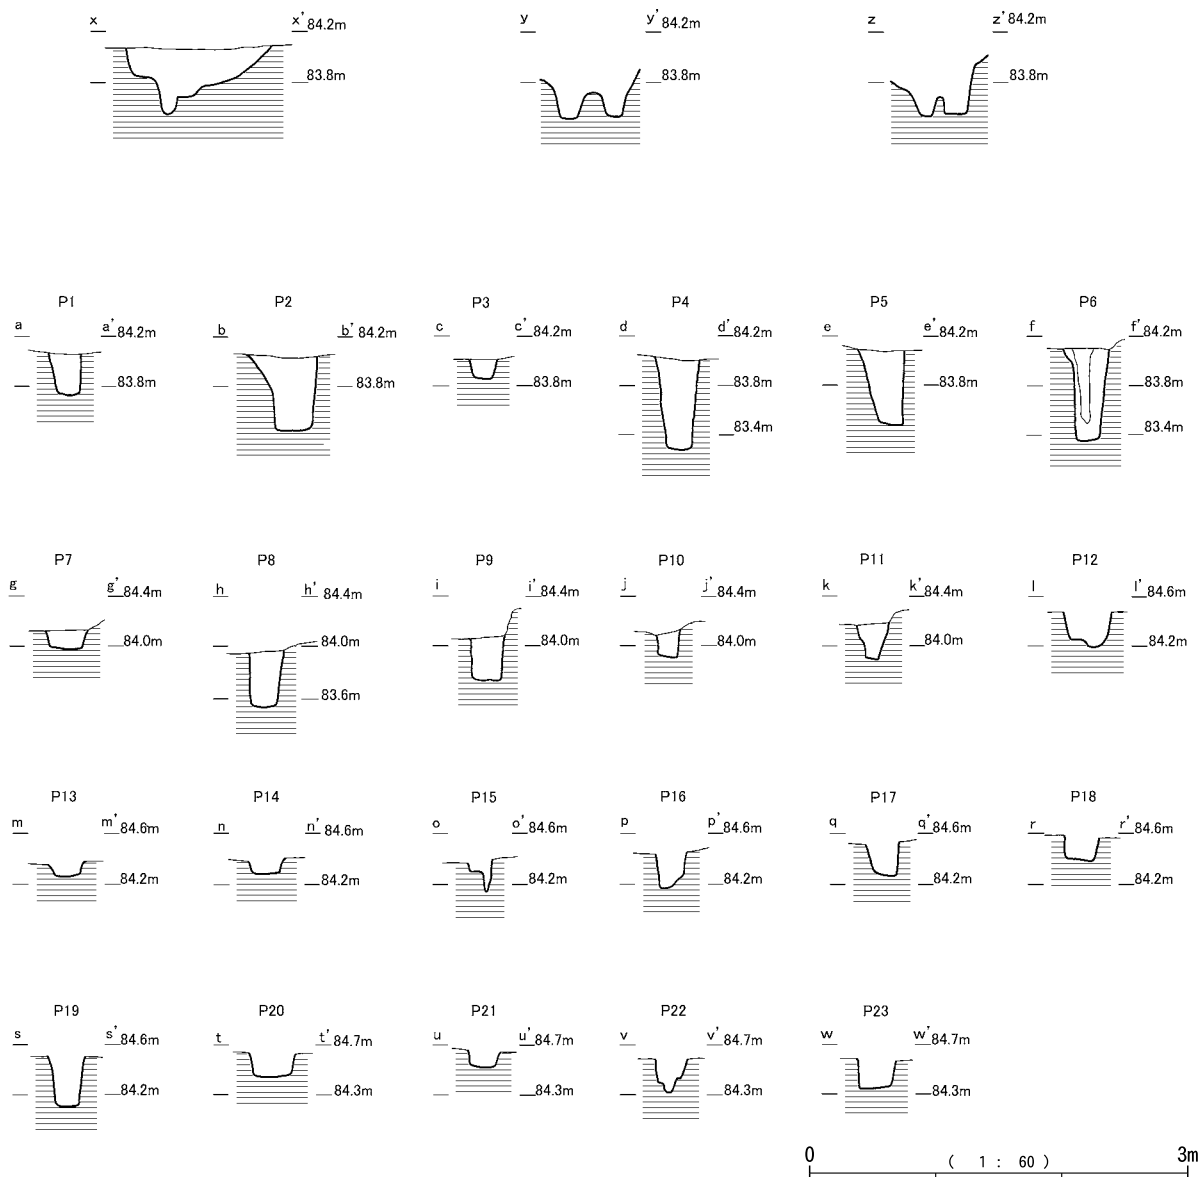 x x' 84.2m y y' 84.2m z z' 84.2m
83.8m 83.8m 83.8m
P1 P2 P3 P4 P5 P6
a a' 84.2m b b' 84.2m c c' 84.2m d d' 84.2m e e' 84.2m f f' 84.2m
83.8m 83.8m 83.8m 83.8m 83.8m 83.8m
83.4m 83.4m
P7 P8 P9 P10 P11 P12
g g' 84.4m h h' 84.4m i i' 84.4m j j' 84.4m k k' 84.4m l l' 84.6m
84.0m 84.0m 84.0m 84.0m 84.0m 84.2m
83.6m
P13 P14 P15 P16 P17 P18
m m' 84.6m n n' 84.6m o o' 84.6m p p' 84.6m q q' 84.6m r r' 84.6m
84.2m 84.2m 84.2m 84.2m 84.2m 84.2m
P19 P20 P21 P22 P23
s s' 84.6m t t' 84.7m u u' 84.7m v v' 84.7m w w' 84.7m
84.2m 84.3m 84.3m 84.3m 84.3m
0 ( 1 : 60 ) 3m